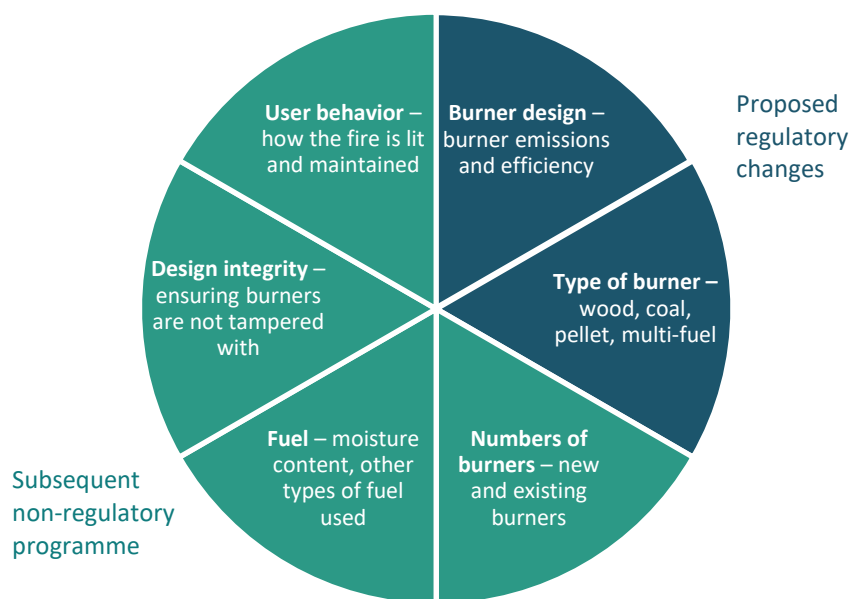 User behavior –
how the fire is lit
and maintained
Burner design –
burner emissions
and efficiency
Proposed
regulatory
changes
Design integrity –
ensuring burners
are not tampered
with
Type of burner –
wood, coal,
pellet, multi-fuel
Fuel – moisture
content, other
types of fuel
used
Numbers of
burners – new
and existing
burners
Subsequent
non-regulatory
programme